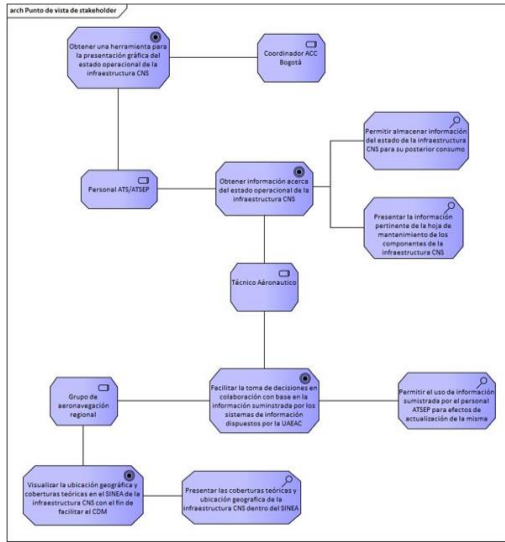 arch Punto de vista de stakeholder
Obtener una herramienta para
la presentación gráfica del
estado operacional de la
infraestructura CNS
Coordinador ACC
Bogotá
Permitir almacenar información
del estado de la infraestructura
CNS para su posterior consumo
Personal ATS/ATSEP
Obtener información acerca
del estado operacional de la
infraestructura CNS
Presentar la información
pertinente de la hoja de
mantenimiento de los
componentes de la
infraestructura CNS
Técnico Aéronautico
Grupo de
aeronavegación
regional
Facilitar la toma de decisiones en
colaboración con base en la
información suminstrada por los
sistemas de información
dispuestos por la UAEAC
Permitir el uso de información
sumistrada por el personal
ATSEP para efectos de
actualización de la misma
Visualizar la ubicación geográfica y
coberturas teóricas en el SINEA de la
infraestructura CNS con el fin de
facilitar el CDM
Presentar las coberturas teóricas y
ubicación geografica de la
infraestructura CNS dentro del SINEA